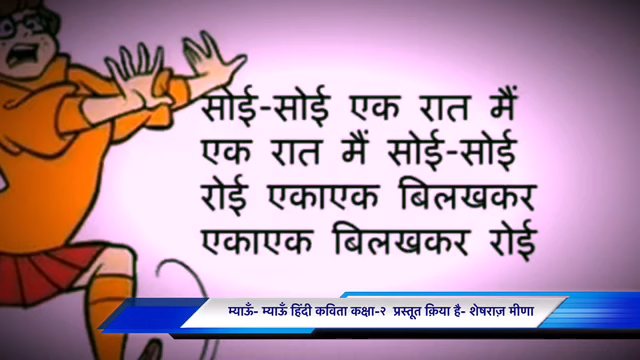 सोई-सोई एक रात मैं
एक रात मैं सोई-सोई
रोई एकाएक बिलखकर
एकाएक बिलखकर रोई
म्याऊँ- म्याऊँ हिंदी कविता कक्षा-२ प्रस्तूत क़िया है- शेषराज़ मीणा